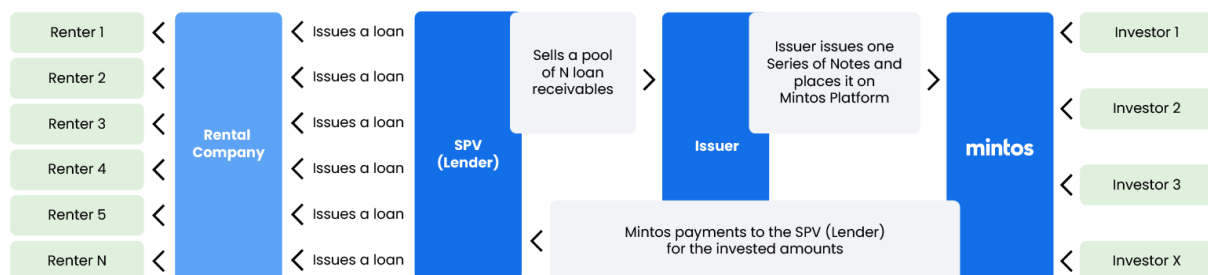 Renter 1
Renter 2
Renter 3
Renter 4
Renter 5
Renter N
Rental
Company
Issues a loan
Issues a loan
Issues a loan
Issues a loan
Issues a loan
Issues a loan
SPV
(Lender)
Sells a pool
of N loan
receivables
Issuer
Issuer issues one
Series of Notes and
places it on
Mintos Platform
Mintos payments to the SPV (Lender)
for the invested amounts
mintos
Investor 1
Investor 2
Investor 3
Investor X